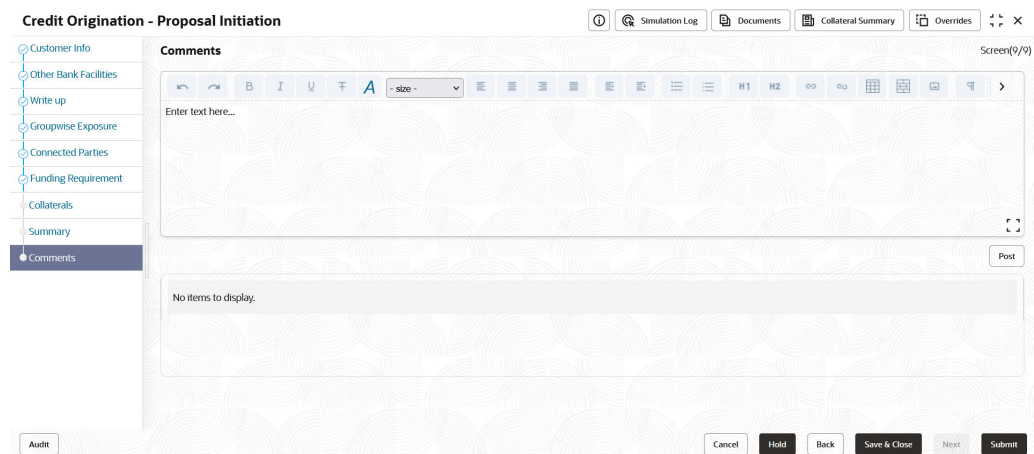 Credit Origination - Proposal Initiation
Simulation Log
Documents
Collateral Summary
Overrides
Customer Info
Other Bank Facilities
Write up
Groupwise Exposure
Connected Parties
Funding Requirement
Collaterals
Summary
Comments
Comments
Screen(9/9)
B I U T A - size - H1 H2 ¶
Enter text here...
Post
No items to display.
Audit
Cancel
Hold
Back
Save & Close
Next
Submit